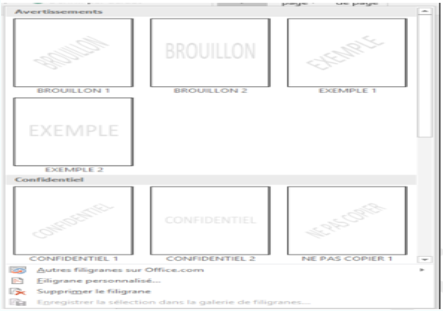 page de page
Avertissements
BROUILLON BROUILLON EXEMPLE
BROUILLON 1 BROUILLON 2 EXEMPLE 1
EXEMPLE
EXEMPLE 2
Confidentiel
CONFIDENTIEL CONFIDENTIEL NE PAS COPIER
CONFIDENTIEL 1 CONFIDENTIEL 2 NE PAS COPIER 1
Autres filigranes sur Office.com
Filigrane personnalisé...
Supprimer le filigrane
Enregistrer la sélection dans la galerie de filigranes...